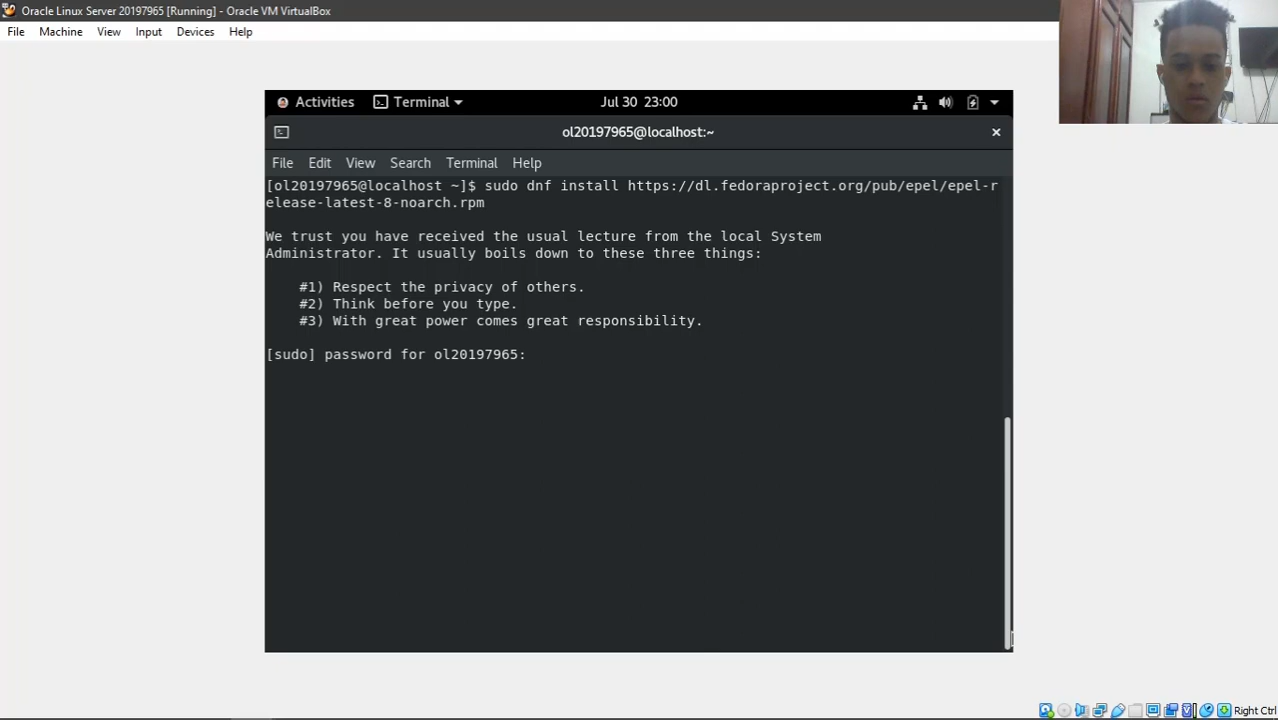 Oracle Linux Server 20197965 [Running] - Oracle VM VirtualBox
File Machine View Input Devices Help
Activities Terminal Jul 30 23:00
ol20197965@localhost:~
File Edit View Search Terminal Help
[ol20197965@localhost ~]$ sudo dnf install https://dl.fedoraproject.org/pub/epel/epel-r
elease-latest-8-noarch.rpm
We trust you have received the usual lecture from the local System
Administrator. It usually boils down to these three things:
#1) Respect the privacy of others.
#2) Think before you type.
#3) With great power comes great responsibility.
[sudo] password for ol20197965:
Right Ctrl